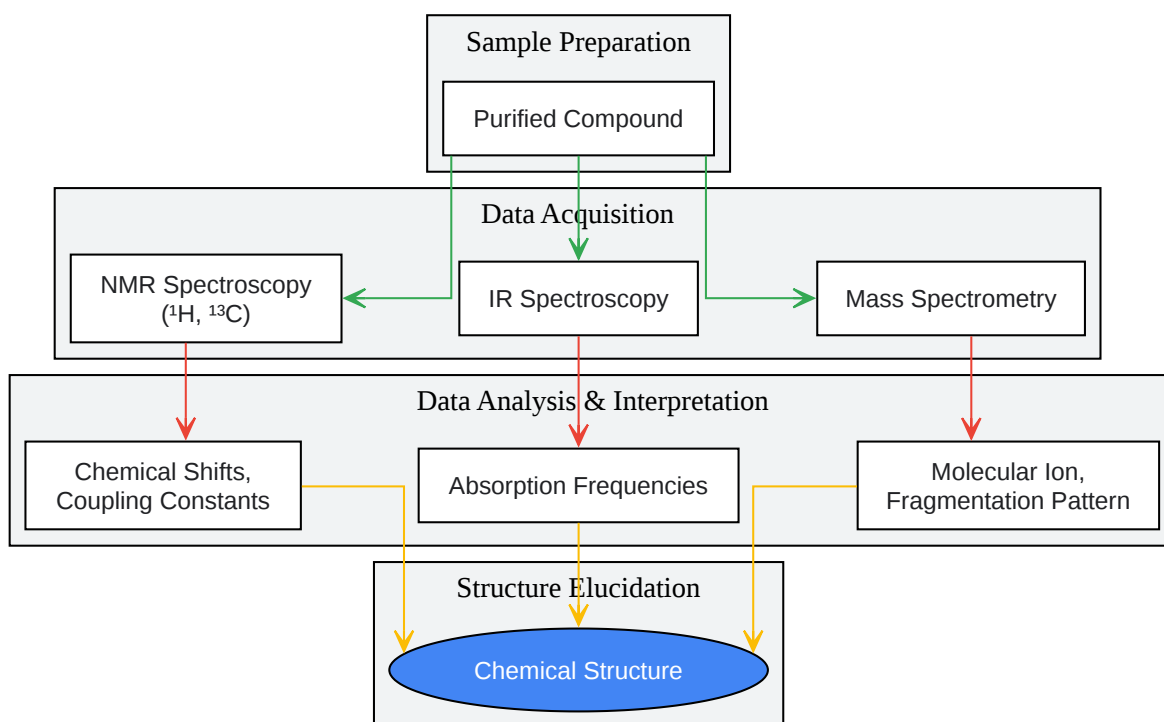 Sample Preparation
Purified Compound
Data Acquisition
NMR Spectroscopy
(¹H, ¹³C)
IR Spectroscopy
Mass Spectrometry
Data Analysis & Interpretation
Chemical Shifts,
Coupling Constants
Absorption Frequencies
Molecular Ion,
Fragmentation Pattern
Structure Elucidation
Chemical Structure